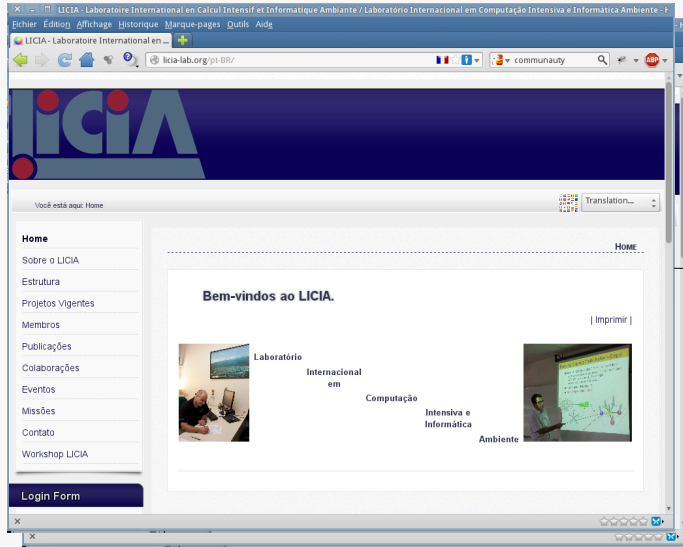 LICIA - Laboratoire International en Calcul Intensif et Informatique Ambiante / Laboratório Internacional em Computação Intensiva e Informática Ambiente - F
Fichier Édition Affichage Historique Marque-pages Outils Aide
LICIA - Laboratoire International en ...
licia-lab.org/pt-BR/
communauty
ABP
liciA
Você está aqui: Home
Translation...
Home
Sobre o LICIA
Estrutura
Projetos Vigentes
Membros
Publicações
Colaborações
Eventos
Missões
Contato
Workshop LICIA
Login Form
HOME
Bem-vindos ao LICIA.
| Imprimir |
Laboratório
Internacional
em
Computação
Intensiva e
Informática
Ambiente